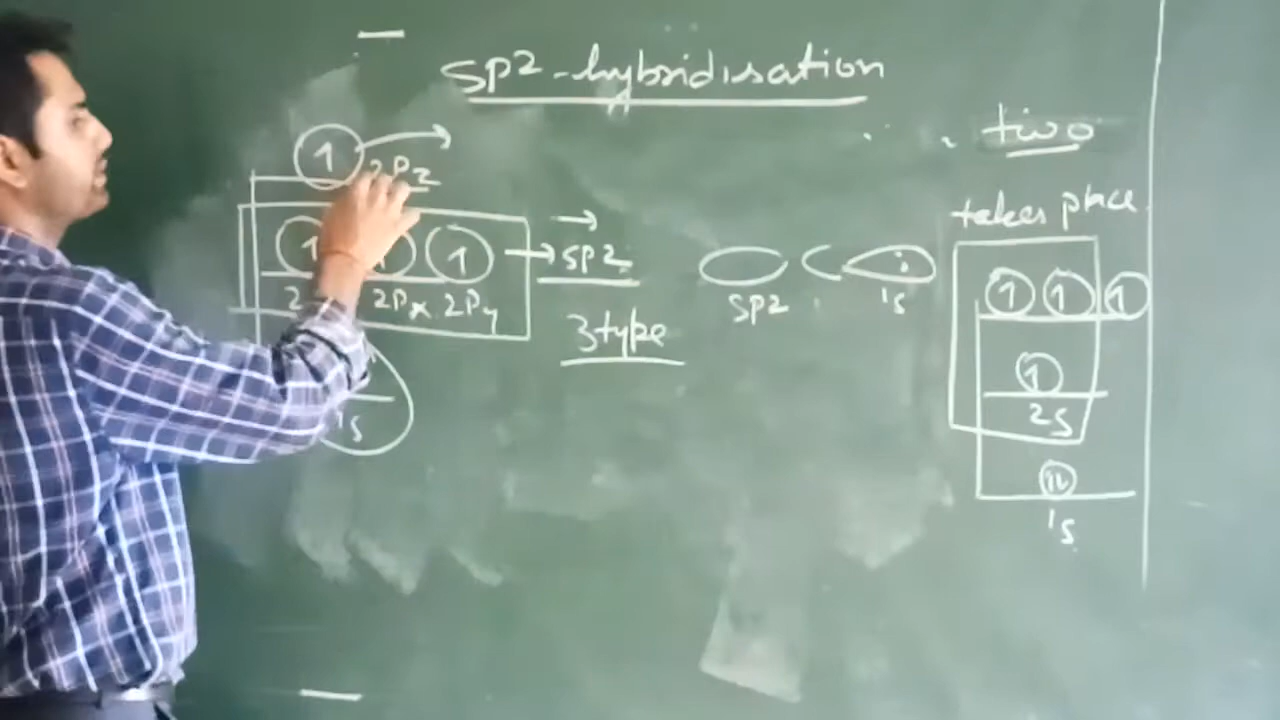 sp2-hybridisation
two
1 2Pz
takes place
1 1 1 → sp2
2 2Px 2Py
sp2 1s
1 1 1
3type
1
2s
1s
1s